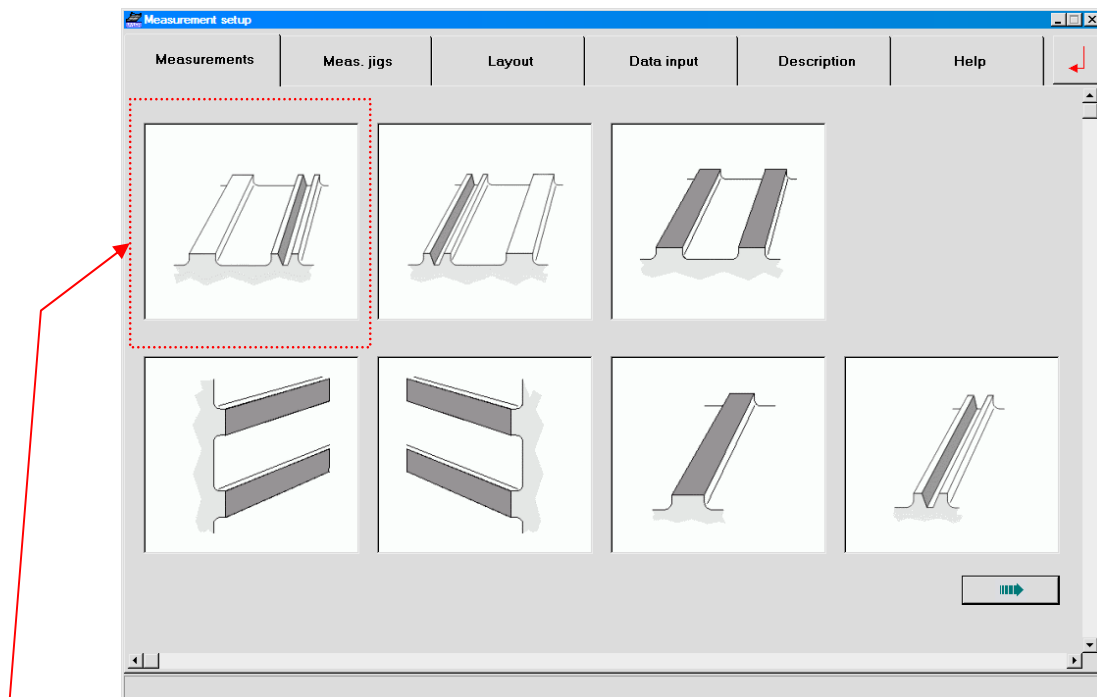 Measurement setup
Measurements Meas. jigs Layout Data input Description Help